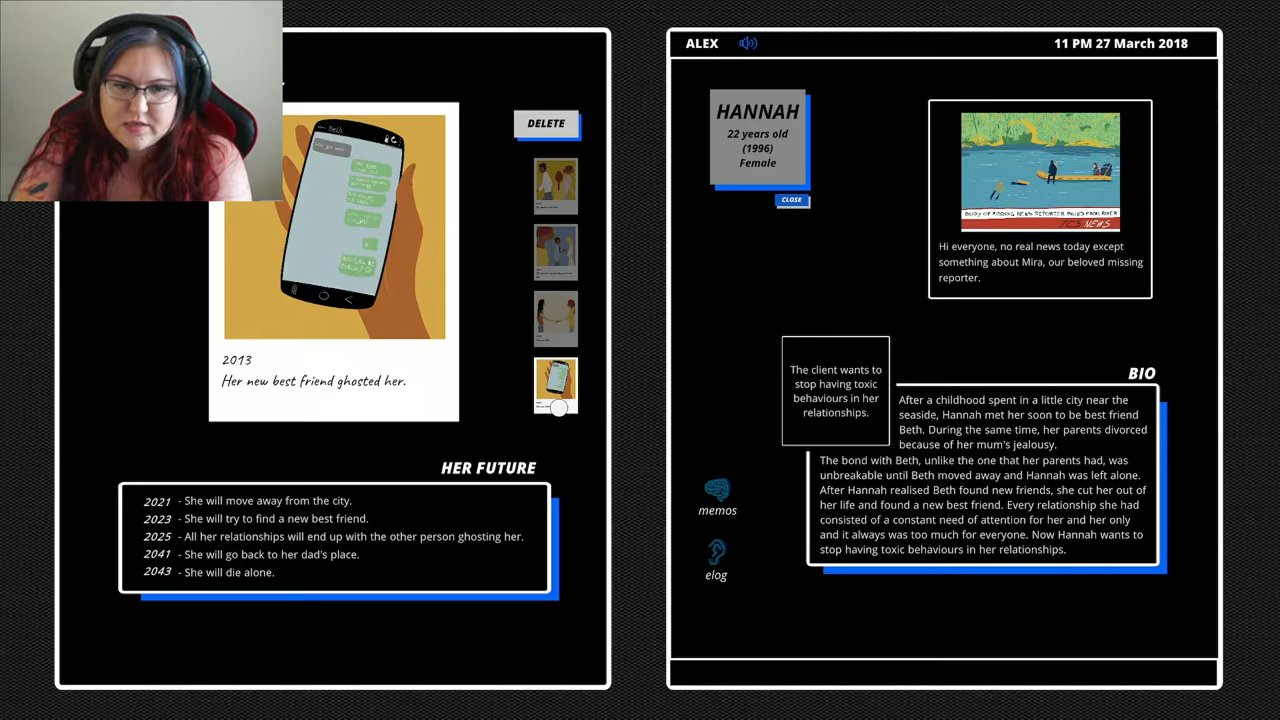 DELETE
2013
Her new best friend ghosted her.
HER FUTURE
2021 - She will move away from the city.
2023 - She will try to find a new best friend.
2025 - All her relationships will end up with the other person ghosting her.
2041 - She will go back to her dad's place.
2043 - She will die alone.
ALEX
11 PM 27 March 2018
HANNAH
22 years old
(1996)
Female
CLOSE
NEWS
Hi everyone, no real news today except
something about Mira, our beloved missing
reporter.
The client wants to
stop having toxic
behaviours in her
relationships.
BIO
After a childhood spent in a little city near the
seaside, Hannah met her soon to be best friend
Beth. During the same time, her parents divorced
because of her mum's jealousy.
The bond with Beth, unlike the one that her parents had, was
unbreakable until Beth moved away and Hannah was left alone.
After Hannah realised Beth found new friends, she cut her out of
her life and found a new best friend. Every relationship she had
consisted of a constant need of attention for her and her only
and it always was too much for everyone. Now Hannah wants to
stop having toxic behaviours in her relationships.
memos
elog